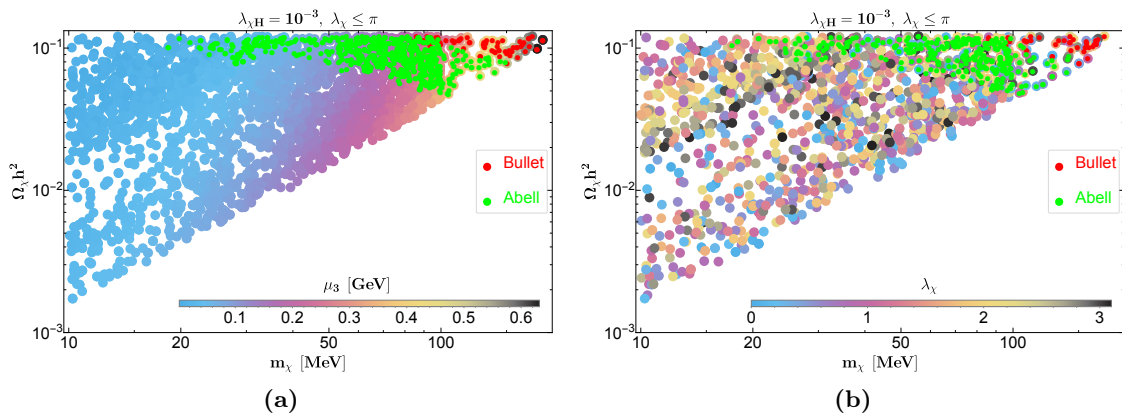 λχH = 10⁻³, λχ ≤ π
10⁻¹
10⁻²
10⁻³
Ωχh²
Bullet
Abell
μ₃ [GeV]
0.1 0.2 0.3 0.4 0.5 0.6
10 20 50 100
mχ [MeV]
(a)
λχH = 10⁻³, λχ ≤ π
10⁻¹
10⁻²
10⁻³
Ωχh²
Bullet
Abell
λχ
0 1 2 3
10 20 50 100
mχ [MeV]
(b)